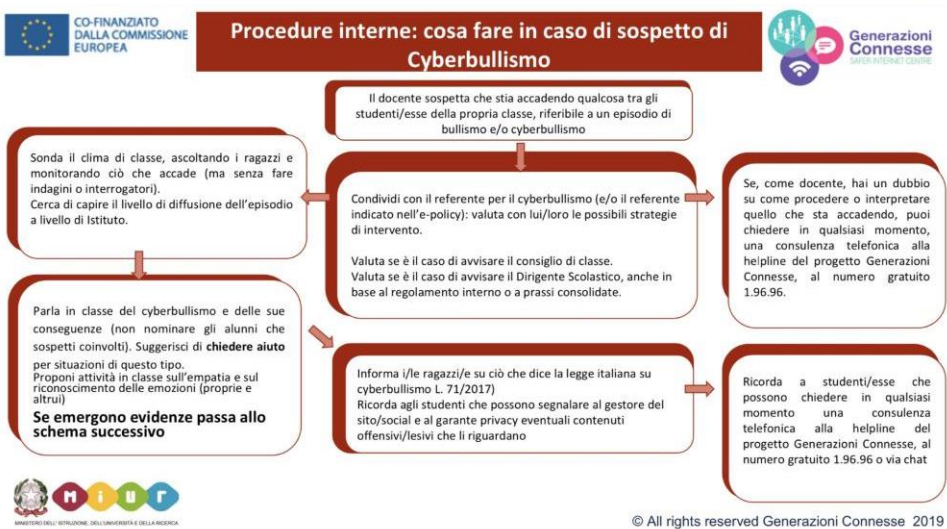 CO-FINANZIATO
DALLA COMMISSIONE
EUROPEA
Procedure interne: cosa fare in caso di sospetto di
Cyberbullismo
Generazioni
Connesse
SAFER INTERNET CENTRE
Il docente sospetta che stia accadendo qualcosa tra gli
studenti/esse della propria classe, riferibile a un episodio di
bullismo e/o cyberbullismo
Sonda il clima di classe, ascoltando i ragazzi e
monitorando ciò che accade (ma senza fare
indagini o interrogatori).
Cerca di capire il livello di diffusione dell’episodio
a livello di Istituto.
Condividi con il referente per il cyberbullismo (e/o il referente
indicato nell’e-policy): valuta con lui/loro le possibili strategie
di intervento.
Valuta se è il caso di avvisare il consiglio di classe.
Valuta se è il caso di avvisare il Dirigente Scolastico, anche in
base al regolamento interno o a prassi consolidate.
Se, come docente, hai un dubbio
su come procedere o interpretare
quello che sta accadendo, puoi
chiedere in qualsiasi momento,
una consulenza telefonica alla
helpline del progetto Generazioni
Connesse, al numero gratuito
1.96.96.
Parla in classe del cyberbullismo e delle sue
conseguenze (non nominare gli alunni che
sospetti coinvolti). Suggerisci di chiedere aiuto
per situazioni di questo tipo.
Proponi attività in classe sull’empatia e sul
riconoscimento delle emozioni (proprie e
altrui)
Se emergono evidenze passa allo
schema successivo
Informa i/le ragazzi/e su ciò che dice la legge italiana su
cyberbullismo L. 71/2017)
Ricorda agli studenti che possono segnalare al gestore del
sito/social e al garante privacy eventuali contenuti
offensivi/lesivi che li riguardano
Ricorda a studenti/esse che
possono chiedere in qualsiasi
momento una consulenza
telefonica alla helpline del
progetto Generazioni Connesse, al
numero gratuito 1.96.96 o via chat
miur
MINISTERO DELL’ ISTRUZIONE, DELL’UNIVERSITÀ E DELLA RICERCA
© All rights reserved Generazioni Connesse 2019